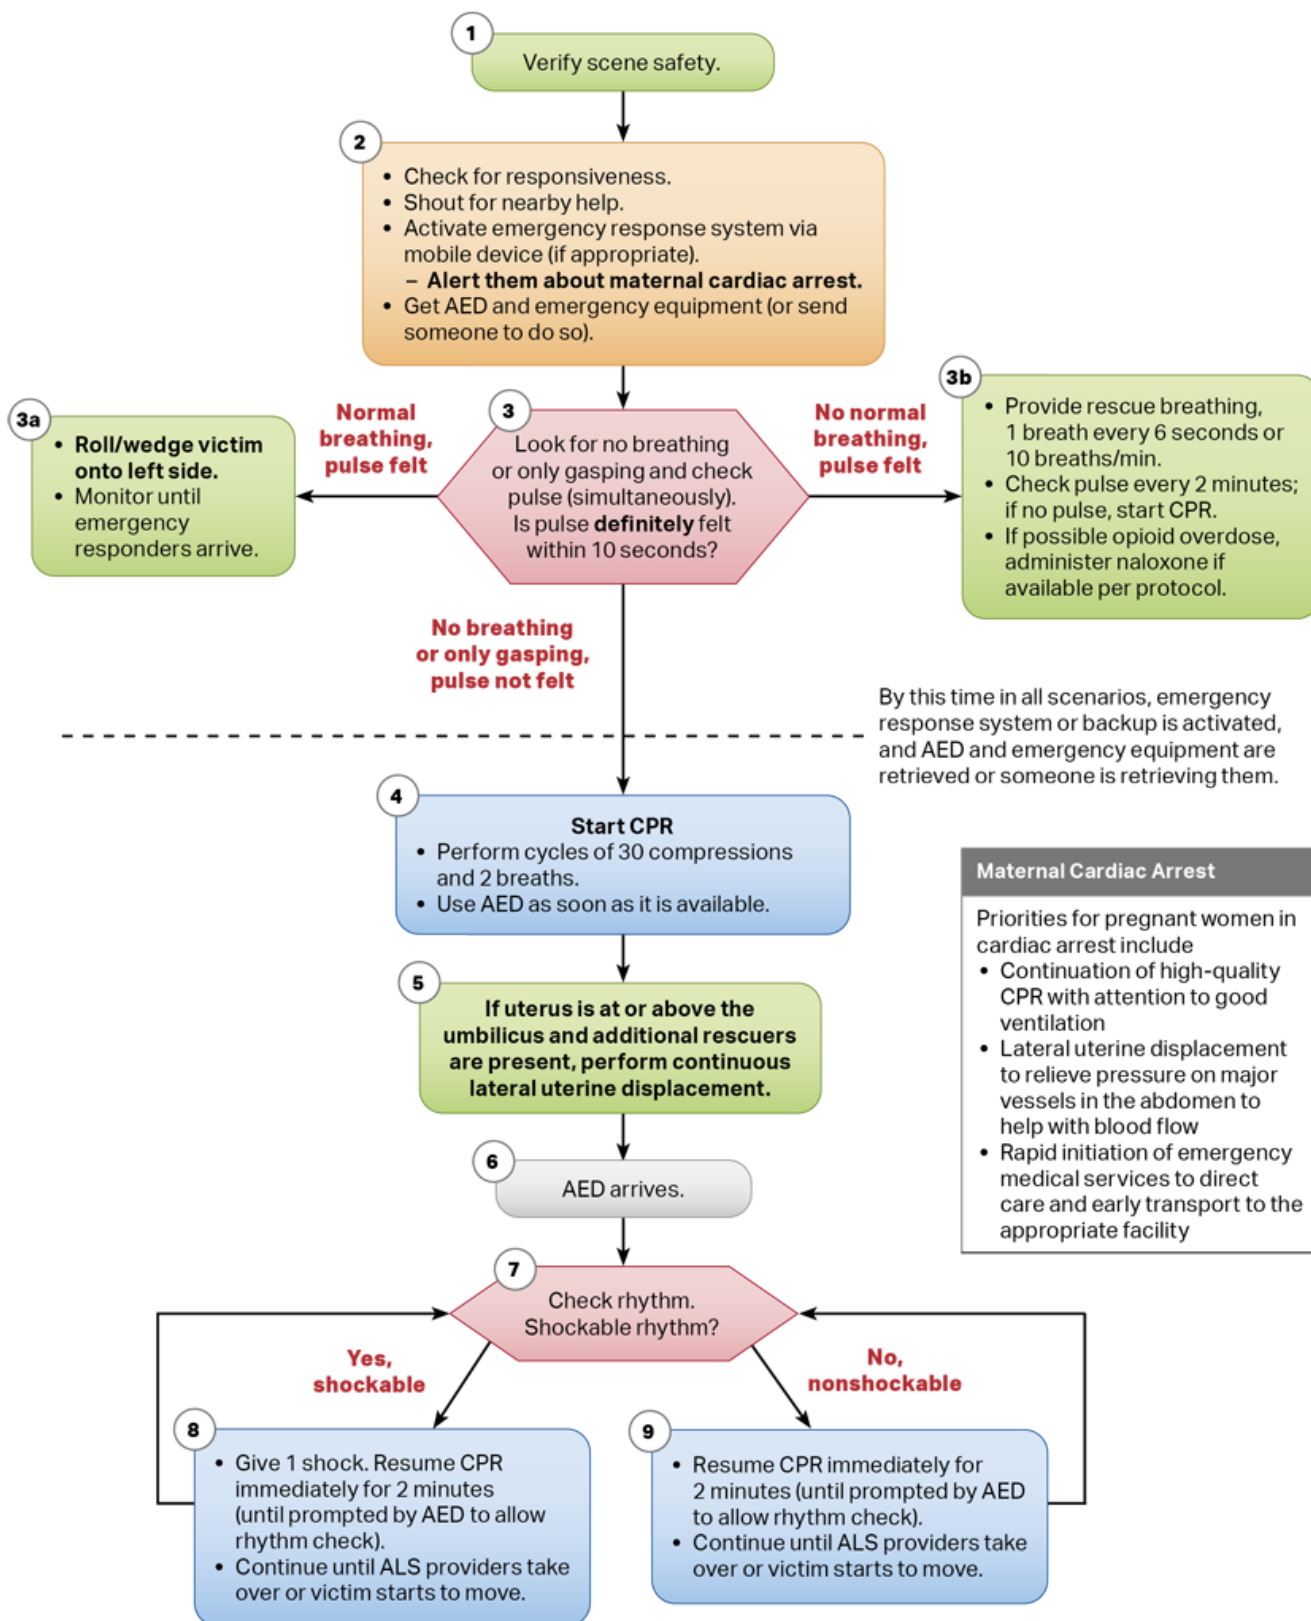 1
Verify scene safety.
2
• Check for responsiveness.
• Shout for nearby help.
• Activate emergency response system via
mobile device (if appropriate).
– Alert them about maternal cardiac arrest.
• Get AED and emergency equipment (or send
someone to do so).
3a
• Roll/wedge victim
onto left side.
• Monitor until
emergency
responders arrive.
Normal
breathing,
pulse felt
3
Look for no breathing
or only gasping and check
pulse (simultaneously).
Is pulse definitely felt
within 10 seconds?
No normal
breathing,
pulse felt
3b
• Provide rescue breathing,
1 breath every 6 seconds or
10 breaths/min.
• Check pulse every 2 minutes;
if no pulse, start CPR.
• If possible opioid overdose,
administer naloxone if
available per protocol.
No breathing
or only gasping,
pulse not felt
By this time in all scenarios, emergency
response system or backup is activated,
and AED and emergency equipment are
retrieved or someone is retrieving them.
4
Start CPR
• Perform cycles of 30 compressions
and 2 breaths.
• Use AED as soon as it is available.
5
If uterus is at or above the
umbilicus and additional rescuers
are present, perform continuous
lateral uterine displacement.
Maternal Cardiac Arrest
Priorities for pregnant women in
cardiac arrest include
• Continuation of high-quality
CPR with attention to good
ventilation
• Lateral uterine displacement
to relieve pressure on major
vessels in the abdomen to
help with blood flow
• Rapid initiation of emergency
medical services to direct
care and early transport to the
appropriate facility
6
AED arrives.
7
Check rhythm.
Shockable rhythm?
Yes,
shockable
No,
nonshockable
8
• Give 1 shock. Resume CPR
immediately for 2 minutes
(until prompted by AED to allow
rhythm check).
• Continue until ALS providers take
over or victim starts to move.
9
• Resume CPR immediately for
2 minutes (until prompted by AED
to allow rhythm check).
• Continue until ALS providers take
over or victim starts to move.